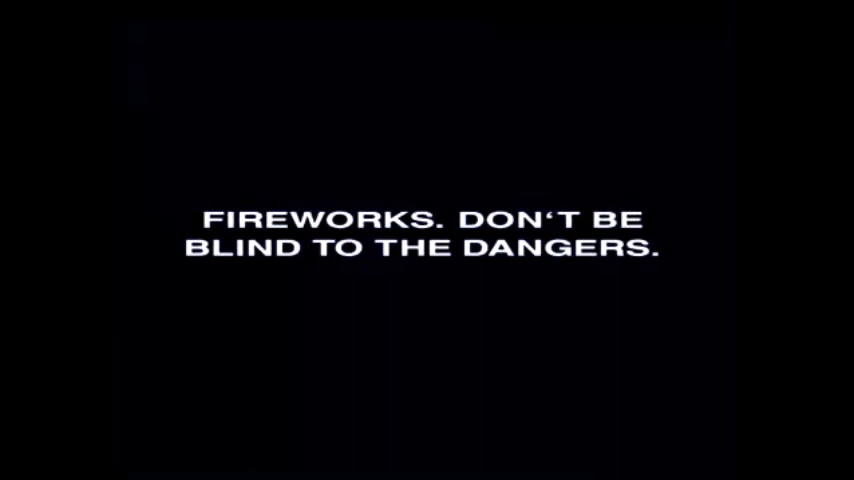 FIREWORKS. DON‘T BE
BLIND TO THE DANGERS.